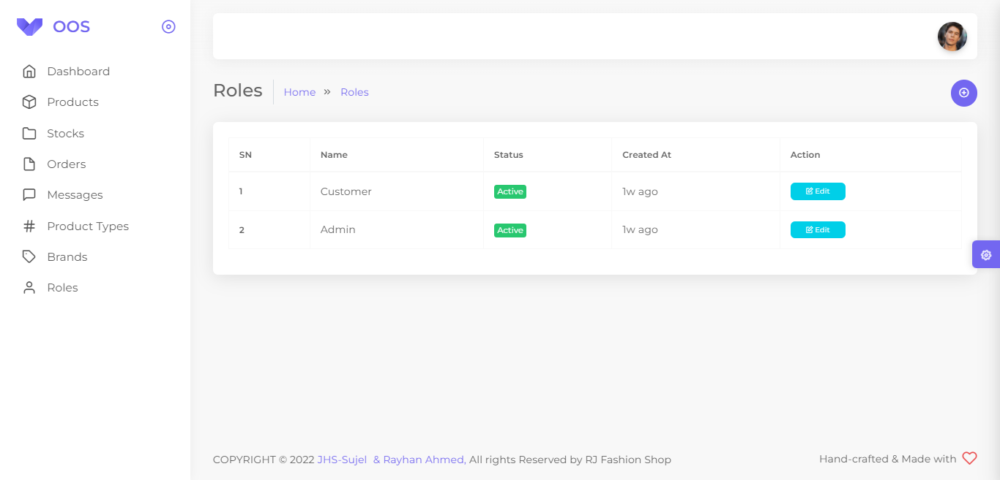 OOS
Dashboard
Products
Stocks
Orders
Messages
Product Types
Brands
Roles
Roles
Home » Roles
SN Name Status Created At Action
1 Customer Active 1w ago Edit
2 Admin Active 1w ago Edit
COPYRIGHT © 2022 JHS-Sujel & Rayhan Ahmed, All rights Reserved by RJ Fashion Shop
Hand-crafted & Made with